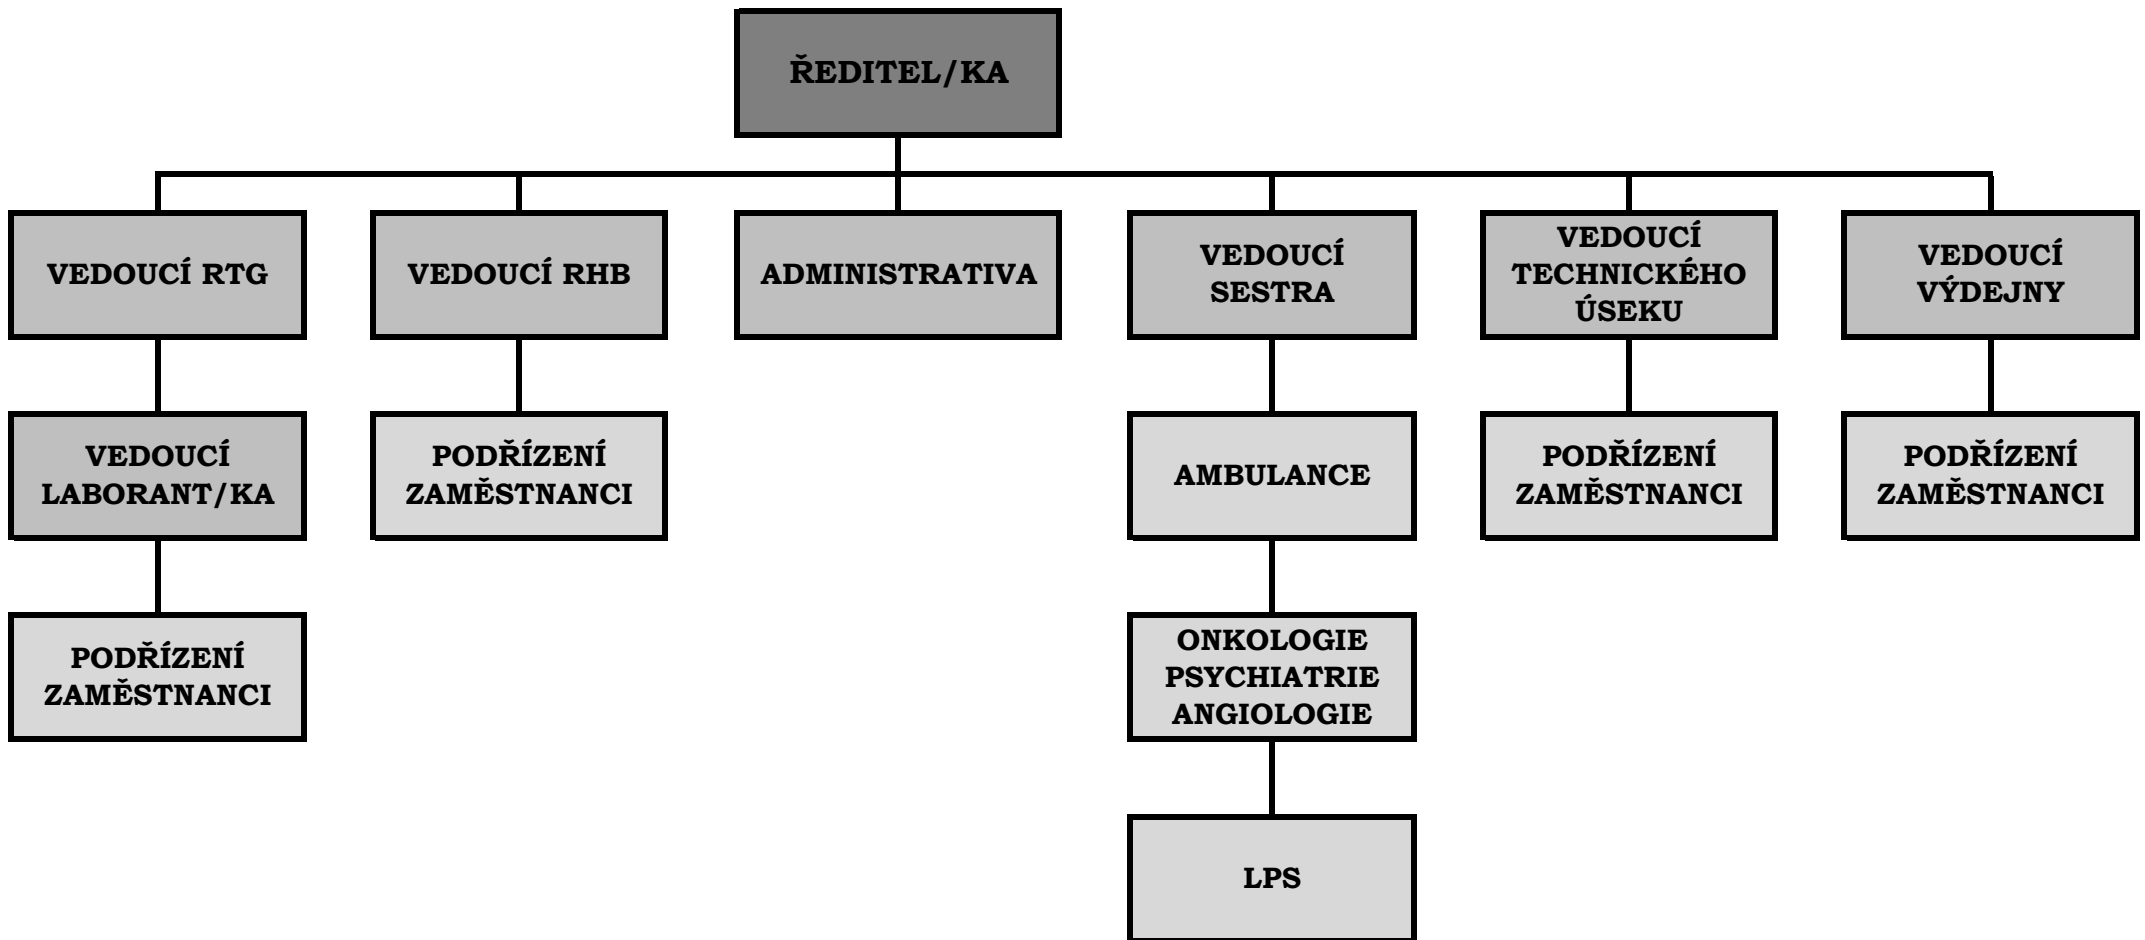 ŘEDITEL/KA
VEDOUCÍ RTG
VEDOUCÍ RHB
ADMINISTRATIVA
VEDOUCÍ
SESTRA
VEDOUCÍ
TECHNICKÉHO
ÚSEKU
VEDOUCÍ
VÝDEJNY
VEDOUCÍ
LABORANT/KA
PODŘÍZENÍ
ZAMĚSTNANCI
AMBULANCE
PODŘÍZENÍ
ZAMĚSTNANCI
PODŘÍZENÍ
ZAMĚSTNANCI
PODŘÍZENÍ
ZAMĚSTNANCI
ONKOLOGIE
PSYCHIATRIE
ANGIOLOGIE
LPS